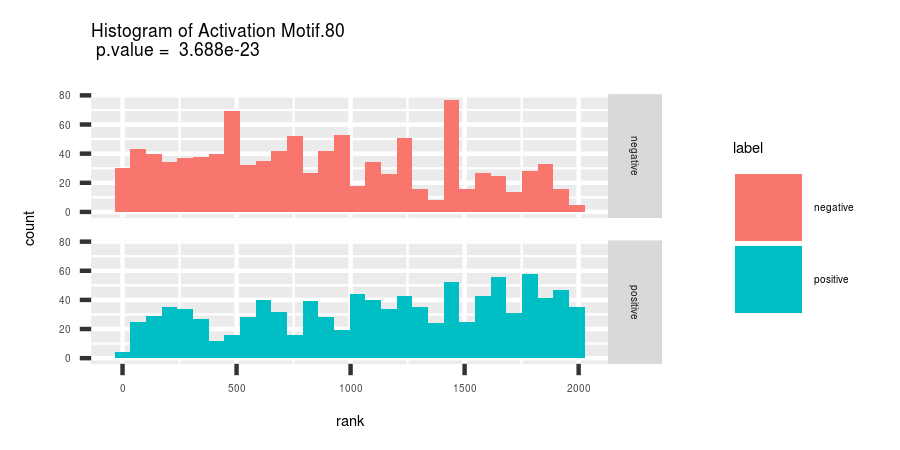 Histogram of Activation Motif.80
p.value = 3.688e-23
80
60
40
20
0
negative
80
60
40
20
0
positive
count
0 500 1000 1500 2000
rank
label
negative
positive